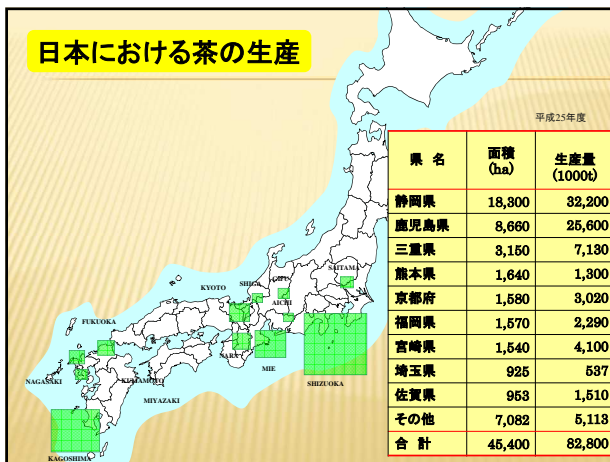 日本における茶の生産
平成25年度
県 名 面積 (ha) 生産量 (1000t)
静岡県 18,300 32,200
鹿児島県 8,660 25,600
三重県 3,150 7,130
熊本県 1,640 1,300
京都府 1,580 3,020
福岡県 1,570 2,290
宮崎県 1,540 4,100
埼玉県 925 537
佐賀県 953 1,510
その他 7,082 5,113
合 計 45,400 82,800
SAITAMA
GIFU
SHIGA
KYOTO
AICHI
FUKUOKA
NARA
MIE
SHIZUOKA
NAGASAKI
KUMAMOTO
MIYAZAKI
KAGOSHIMA